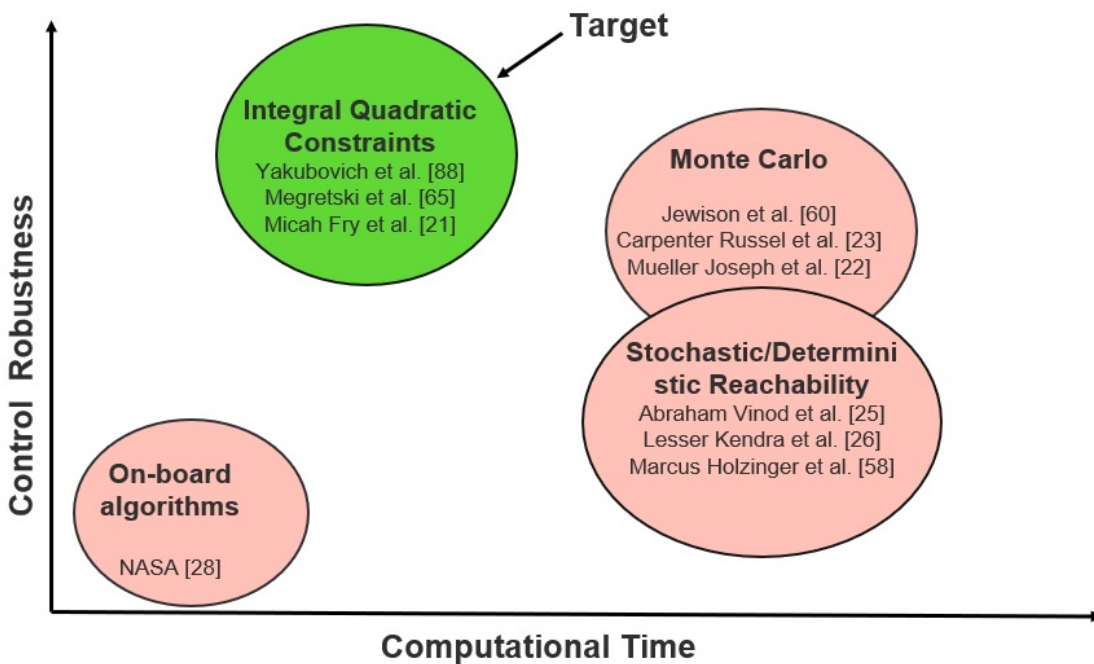 Target
Integral Quadratic
Constraints
Yakubovich et al. [88]
Megretski et al. [65]
Micah Fry et al. [21]
Monte Carlo
Jewison et al. [60]
Carpenter Russel et al. [23]
Mueller Joseph et al. [22]
Stochastic/Determini
stic Reachability
Abraham Vinod et al. [25]
Lesser Kendra et al. [26]
Marcus Holzinger et al. [58]
On-board
algorithms
NASA [28]
Control Robustness
Computational Time